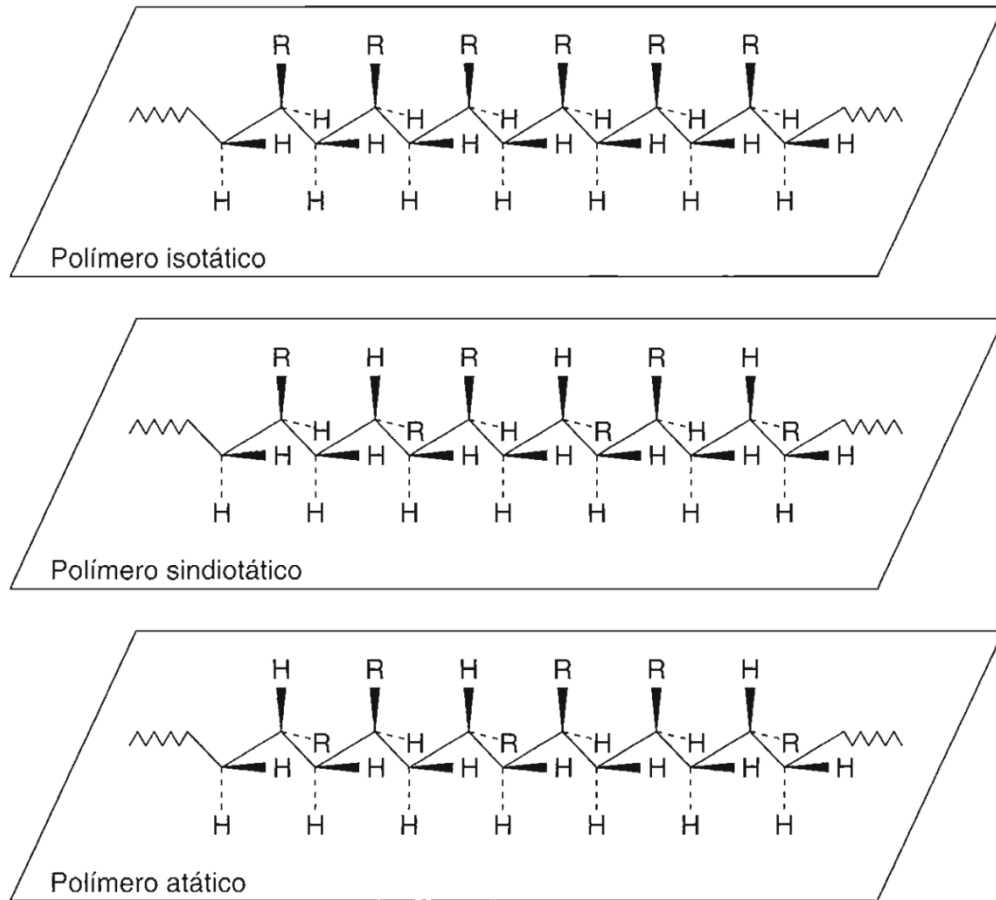 R R R R R R
H H H H H H
H H H H H H H
H H H H H H H
Polímero isotático
R H R H R H
H R H R H R
H H H H H H H
H H H H H H H
Polímero sindiotático
H R H R R H
R H R H H R
H H H H H H H
H H H H H H H
Polímero atático